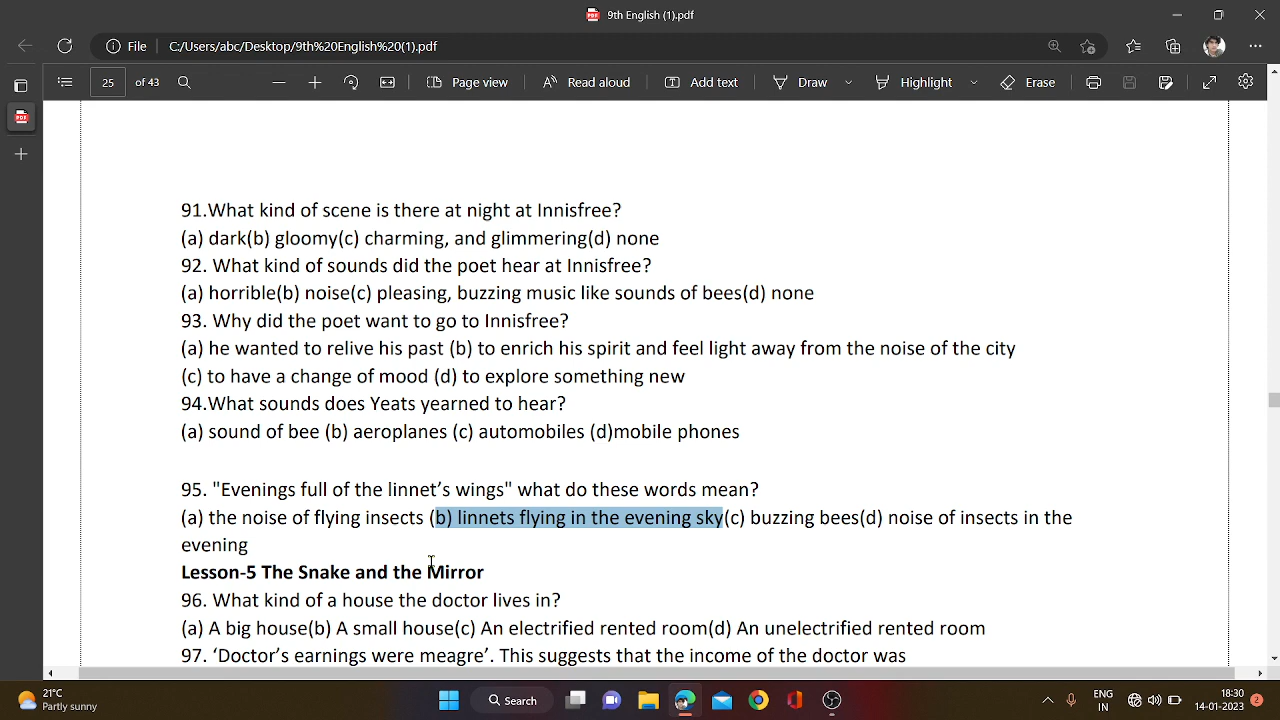 9th English (1).pdf
File C:/Users/abc/Desktop/9th%20English%20(1).pdf
25 of 43 Page view Read aloud Add text Draw Highlight Erase
91.What kind of scene is there at night at Innisfree?
(a) dark(b) gloomy(c) charming, and glimmering(d) none
92. What kind of sounds did the poet hear at Innisfree?
(a) horrible(b) noise(c) pleasing, buzzing music like sounds of bees(d) none
93. Why did the poet want to go to Innisfree?
(a) he wanted to relive his past (b) to enrich his spirit and feel light away from the noise of the city
(c) to have a change of mood (d) to explore something new
94.What sounds does Yeats yearned to hear?
(a) sound of bee (b) aeroplanes (c) automobiles (d)mobile phones
95. "Evenings full of the linnet’s wings" what do these words mean?
(a) the noise of flying insects (b) linnets flying in the evening sky(c) buzzing bees(d) noise of insects in the
evening
Lesson-5 The Snake and the Mirror
96. What kind of a house the doctor lives in?
(a) A big house(b) A small house(c) An electrified rented room(d) An unelectrified rented room
97. ‘Doctor’s earnings were meagre’. This suggests that the income of the doctor was
21°C
Partly sunny
Search
ENG
IN
18:30
14-01-2023
2